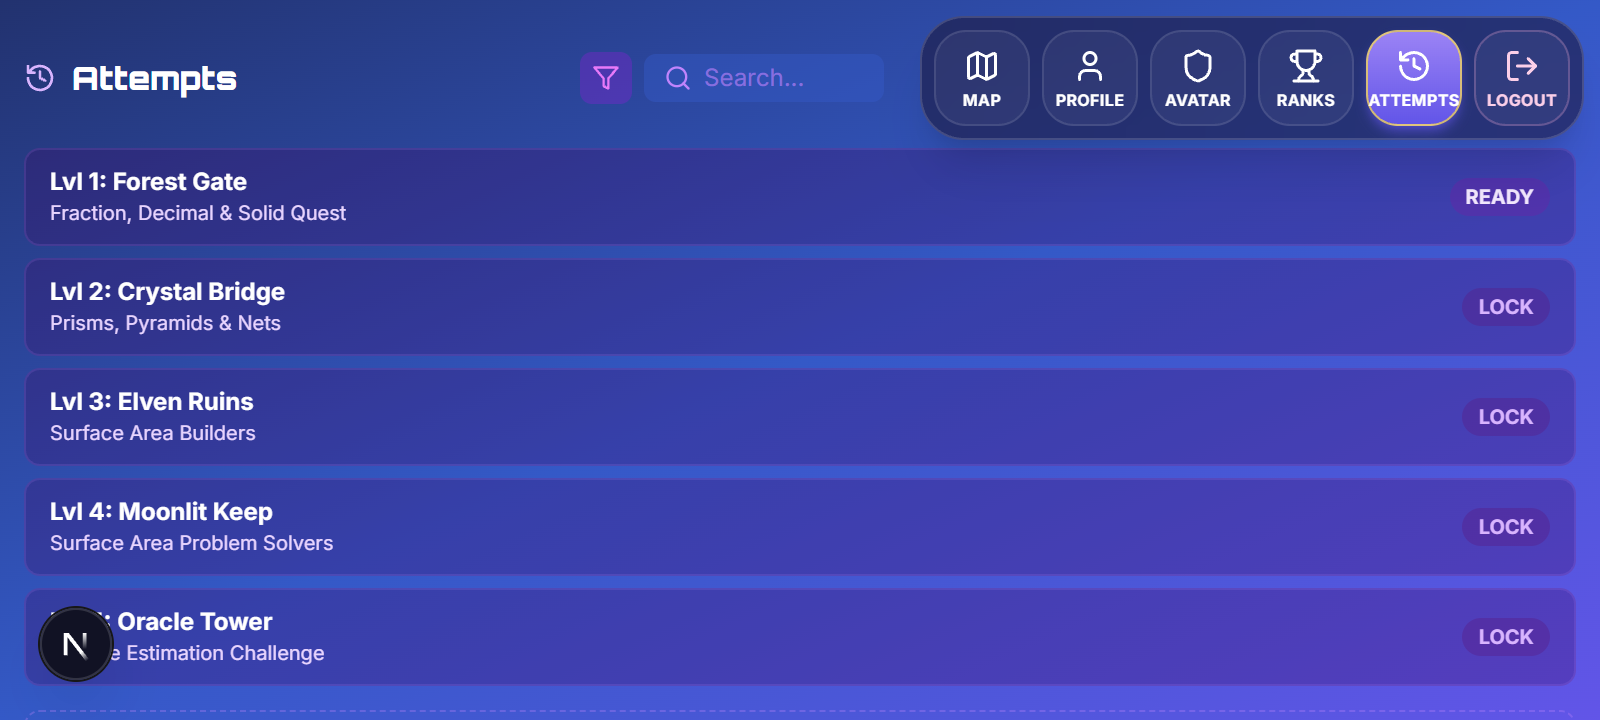 Attempts
Search...
MAP
PROFILE
AVATAR
RANKS
ATTEMPTS
LOGOUT
Lvl 1: Forest Gate
Fraction, Decimal & Solid Quest
READY
Lvl 2: Crystal Bridge
Prisms, Pyramids & Nets
LOCK
Lvl 3: Elven Ruins
Surface Area Builders
LOCK
Lvl 4: Moonlit Keep
Surface Area Problem Solvers
LOCK
: Oracle Tower
Estimation Challenge
LOCK
N